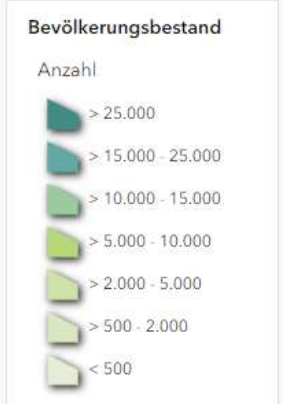 Bevölkerungsbestand
Anzahl
> 25.000
> 15.000 - 25.000
> 10.000 - 15.000
> 5.000 - 10.000
> 2.000 - 5.000
> 500 - 2.000
< 500